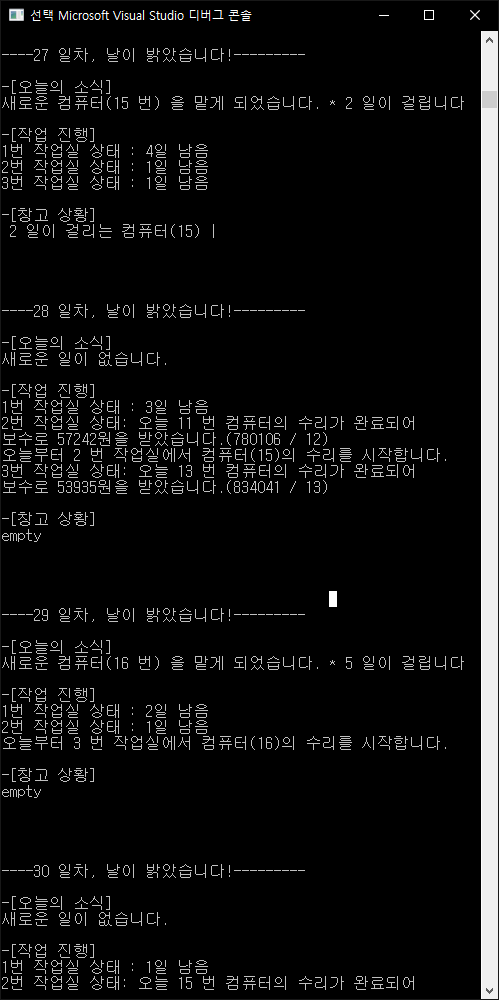 선택 Microsoft Visual Studio 디버그 콘솔
----27 일차, 날이 밝았습니다!---------
-[오늘의 소식]
새로운 컴퓨터(15 번) 을 맡게 되었습니다. * 2 일이 걸립니다
-[작업 진행]
1번 작업실 상태 : 4일 남음
2번 작업실 상태 : 1일 남음
3번 작업실 상태 : 1일 남음
-[창고 상황]
2 일이 걸리는 컴퓨터(15) |
----28 일차, 날이 밝았습니다!---------
-[오늘의 소식]
새로운 일이 없습니다.
-[작업 진행]
1번 작업실 상태 : 3일 남음
2번 작업실 상태: 오늘 11 번 컴퓨터의 수리가 완료되어
보수로 57242원을 받았습니다.(780106 / 12)
오늘부터 2 번 작업실에서 컴퓨터(15)의 수리를 시작합니다.
3번 작업실 상태: 오늘 13 번 컴퓨터의 수리가 완료되어
보수로 53935원을 받았습니다.(834041 / 13)
-[창고 상황]
empty
----29 일차, 날이 밝았습니다!---------
-[오늘의 소식]
새로운 컴퓨터(16 번) 을 맡게 되었습니다. * 5 일이 걸립니다
-[작업 진행]
1번 작업실 상태 : 2일 남음
2번 작업실 상태 : 1일 남음
오늘부터 3 번 작업실에서 컴퓨터(16)의 수리를 시작합니다.
-[창고 상황]
empty
----30 일차, 날이 밝았습니다!---------
-[오늘의 소식]
새로운 일이 없습니다.
-[작업 진행]
1번 작업실 상태 : 1일 남음
2번 작업실 상태: 오늘 15 번 컴퓨터의 수리가 완료되어